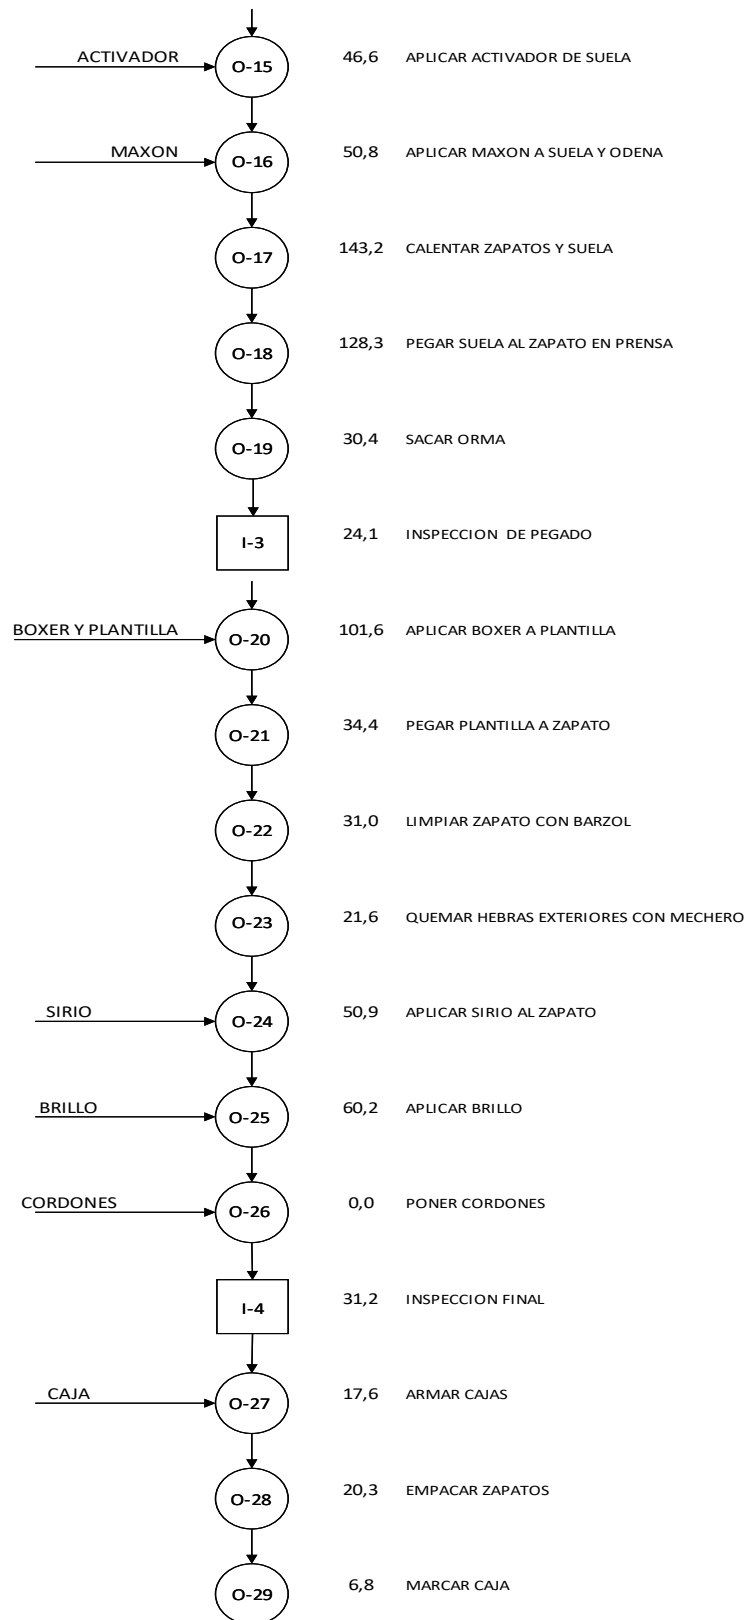 ACTIVADOR O-15 46,6 APLICAR ACTIVADOR DE SUELA
MAXON O-16 50,8 APLICAR MAXON A SUELA Y ODENA
O-17 143,2 CALENTAR ZAPATOS Y SUELA
O-18 128,3 PEGAR SUELA AL ZAPATO EN PRENSA
O-19 30,4 SACAR ORMA
I-3 24,1 INSPECCION DE PEGADO
BOXER Y PLANTILLA O-20 101,6 APLICAR BOXER A PLANTILLA
O-21 34,4 PEGAR PLANTILLA A ZAPATO
O-22 31,0 LIMPIAR ZAPATO CON BARZOL
O-23 21,6 QUEMAR HEBRAS EXTERIORES CON MECHERO
SIRIO O-24 50,9 APLICAR SIRIO AL ZAPATO
BRILLO O-25 60,2 APLICAR BRILLO
CORDONES O-26 0,0 PONER CORDONES
I-4 31,2 INSPECCION FINAL
CAJA O-27 17,6 ARMAR CAJAS
O-28 20,3 EMPACAR ZAPATOS
O-29 6,8 MARCAR CAJA